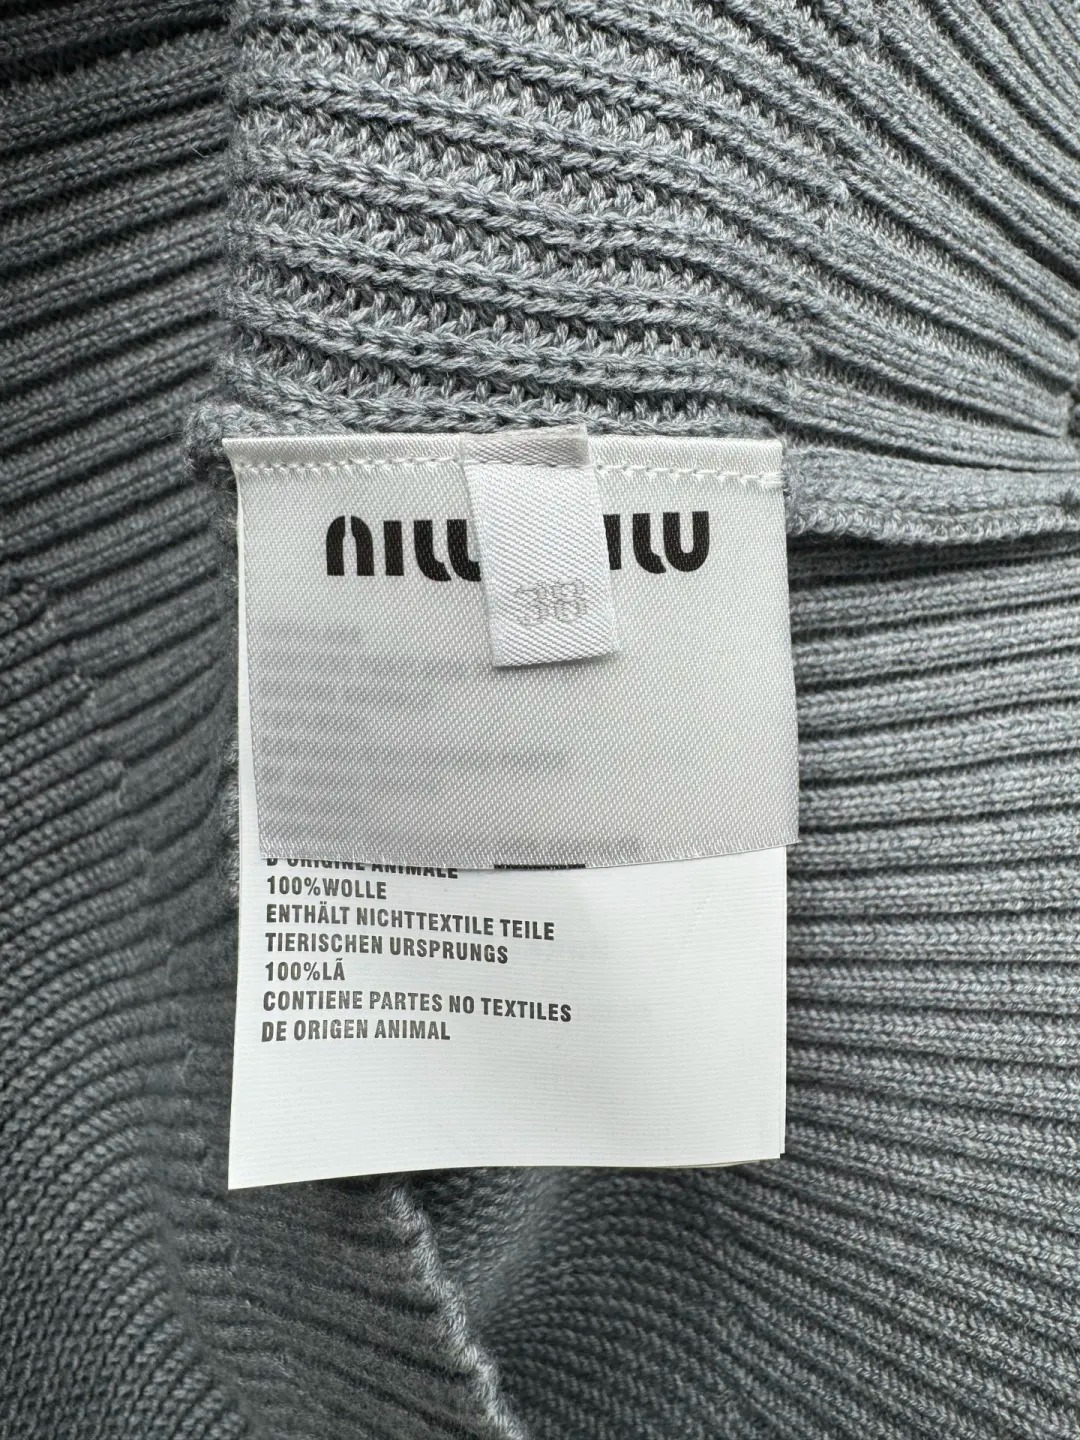 MIU MIU
38
D'ORIGINE ANIMALE
100%WOLLE
ENTHÄLT NICHTTEXTILE TEILE
TIERISCHEN URSPRUNGS
100%LÃ
CONTIENE PARTES NO TEXTILES
DE ORIGEN ANIMAL